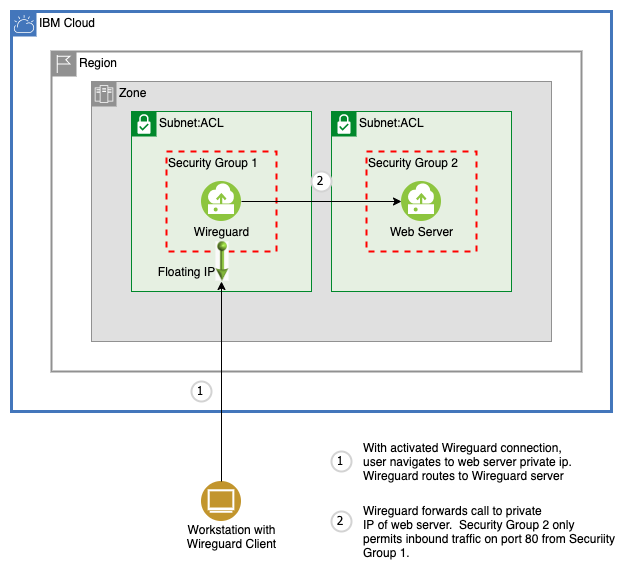 IBM Cloud
Region
Zone
Subnet:ACL
Subnet:ACL
Security Group 1
Security Group 2
2
Wireguard
Web Server
Floating IP
1
With activated Wireguard connection,
1
user navigates to web server private ip.
Wireguard routes to Wireguard server
Workstation with
Wireguard Client
Wireguard forwards call to private
2
IP of web server.  Security Group 2 only
permits inbound traffic on port 80 from Securiity
Group 1.